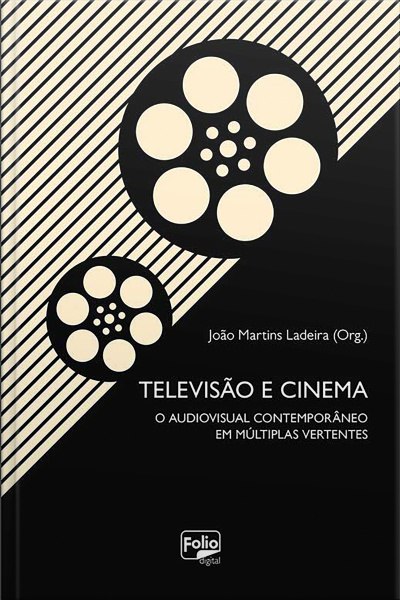 João Martins Ladeira (Org.)
TELEVISÃO E CINEMA
O AUDIOVISUAL CONTEMPORÂNEO
EM MÚLTIPLAS VERTENTES
Folio
digital